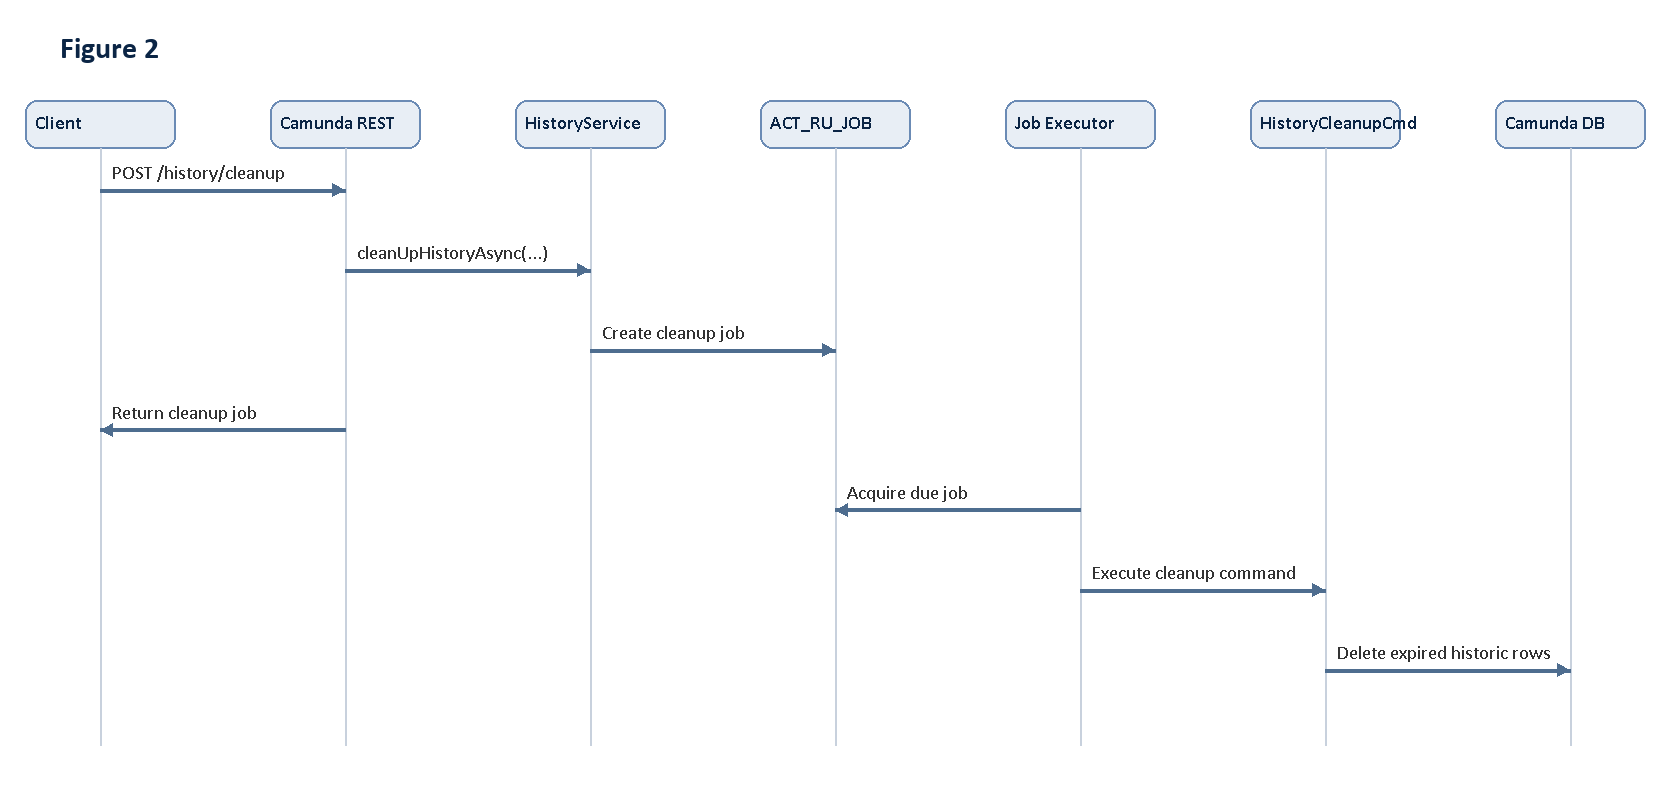 Figure 2
Client
Camunda REST
HistoryService
ACT_RU_JOB
Job Executor
HistoryCleanupCmd
Camunda DB
POST /history/cleanup
cleanUpHistoryAsync(...)
Create cleanup job
Return cleanup job
Acquire due job
Execute cleanup command
Delete expired historic rows